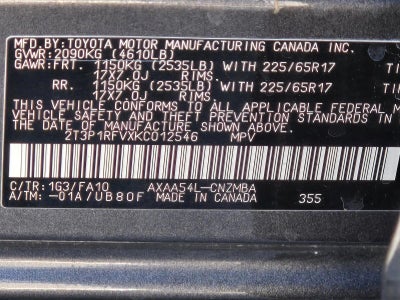 MFD. BY:TOYOTA MOTOR MANUFACTURING CANADA INC.
GVWR:2090KG (4610LB)
GAWR:FRT. 1150KG (2535LB) WITH 225/65R17 TI
17X7.0J RIMS,
RR. 1150KG (2535LB) WITH 225/65R17 TI
17X7.0J RIMS,
THIS VEHICLE CONFORMS TO ALL APPLICABLE FEDERAL M
VEHICLE SAFETY AND THEFT PREVENTION STANDARDS IN
THE DATE OF MANUFACTURE SHOWN ABOVE.
2T3P1RFVXKC012546 MPV
C/TR:1G3/FA10 AXAA54L-CNZMBA
A/TM: -01A/UB80F MADE IN CANADA 355